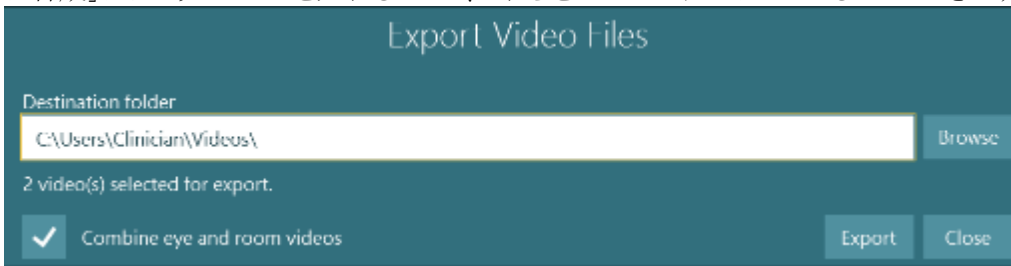 Export Video Files
Destination folder
C:\Users\Clinician\Videos\
Browse
2 video(s) selected for export.
Combine eye and room videos
Export
Close